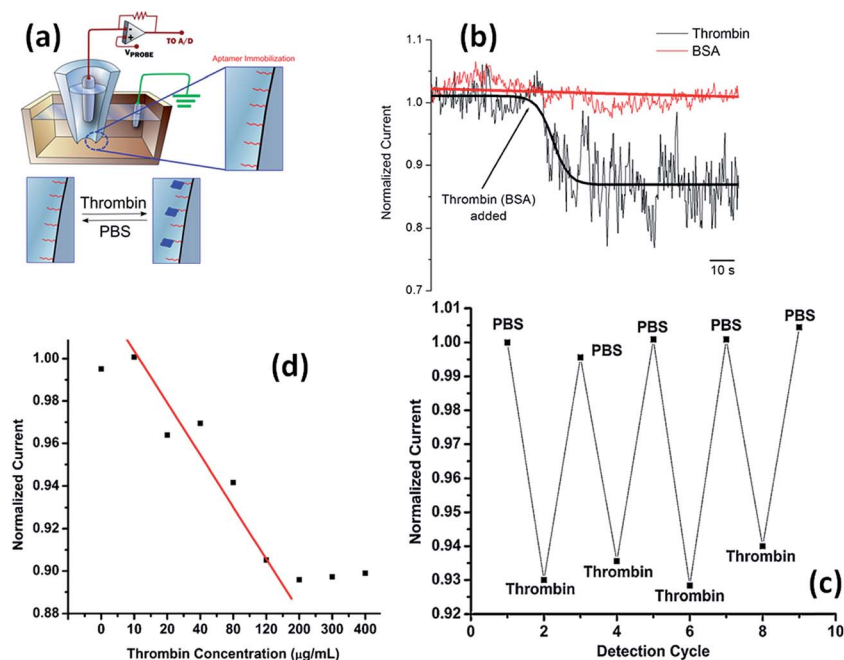 (a)
TO A/D
VPROBE
Aptamer Immobilization
Thrombin
PBS
(b)
Thrombin
BSA
Normalized Current
1.1
1.0
0.9
0.8
0.7
Thrombin (BSA)
added
10 s
(d)
Normalized Current
1.00
0.98
0.96
0.94
0.92
0.90
0.88
0 10 20 40 80 120 200 300 400
Thrombin Concentration (µg/mL)
Normalized Current
1.01
1.00
0.99
0.98
0.97
0.96
0.95
0.94
0.93
0.92
PBS
PBS
PBS
PBS
PBS
Thrombin
Thrombin
Thrombin
Thrombin
(c)
0 2 4 6 8 10
Detection Cycle